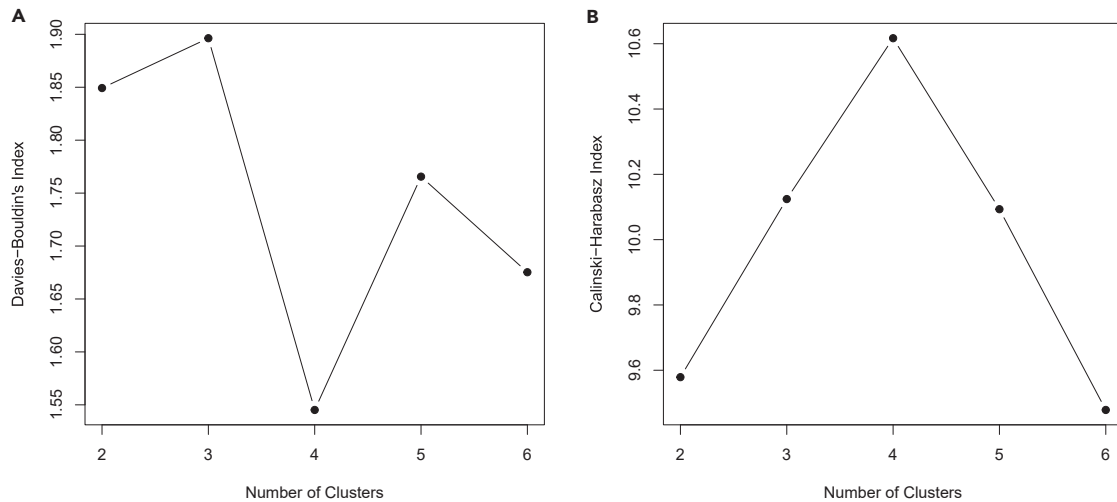 A
Davies−Bouldin's Index
1.90
1.85
1.80
1.75
1.70
1.65
1.60
1.55
2 3 4 5 6
Number of Clusters
B
Calinski−Harabasz Index
10.6
10.4
10.2
10.0
9.8
9.6
2 3 4 5 6
Number of Clusters